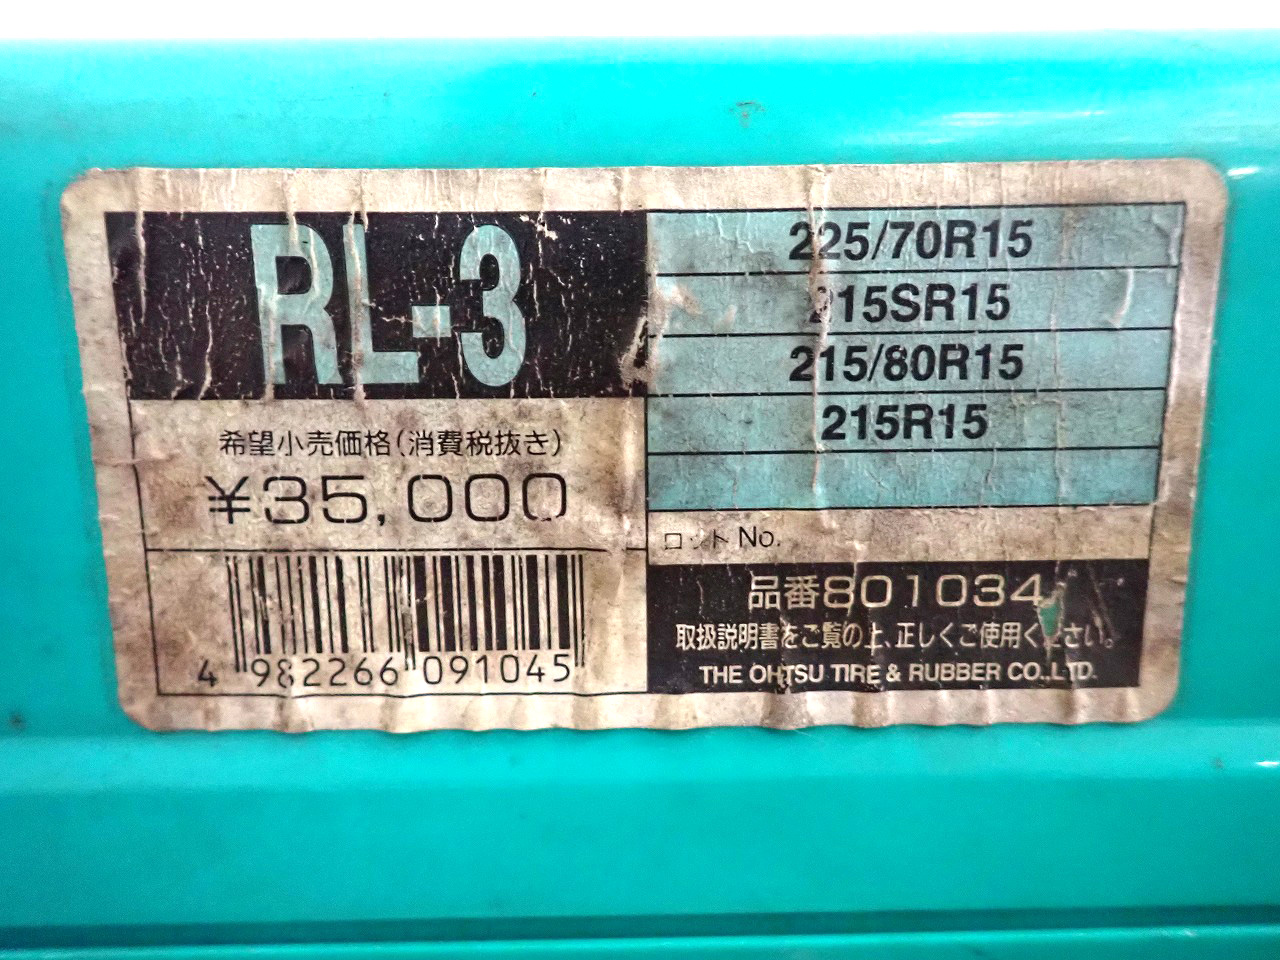 RL-3
希望小売価格(消費税抜き)
¥35,000
4 982266 091045
225/70R15
215SR15
215/80R15
215R15
ロット No.
品番801034
取扱説明書をご覧の上、正しくご使用ください。
THE OHTSU TIRE & RUBBER CO.,LTD.